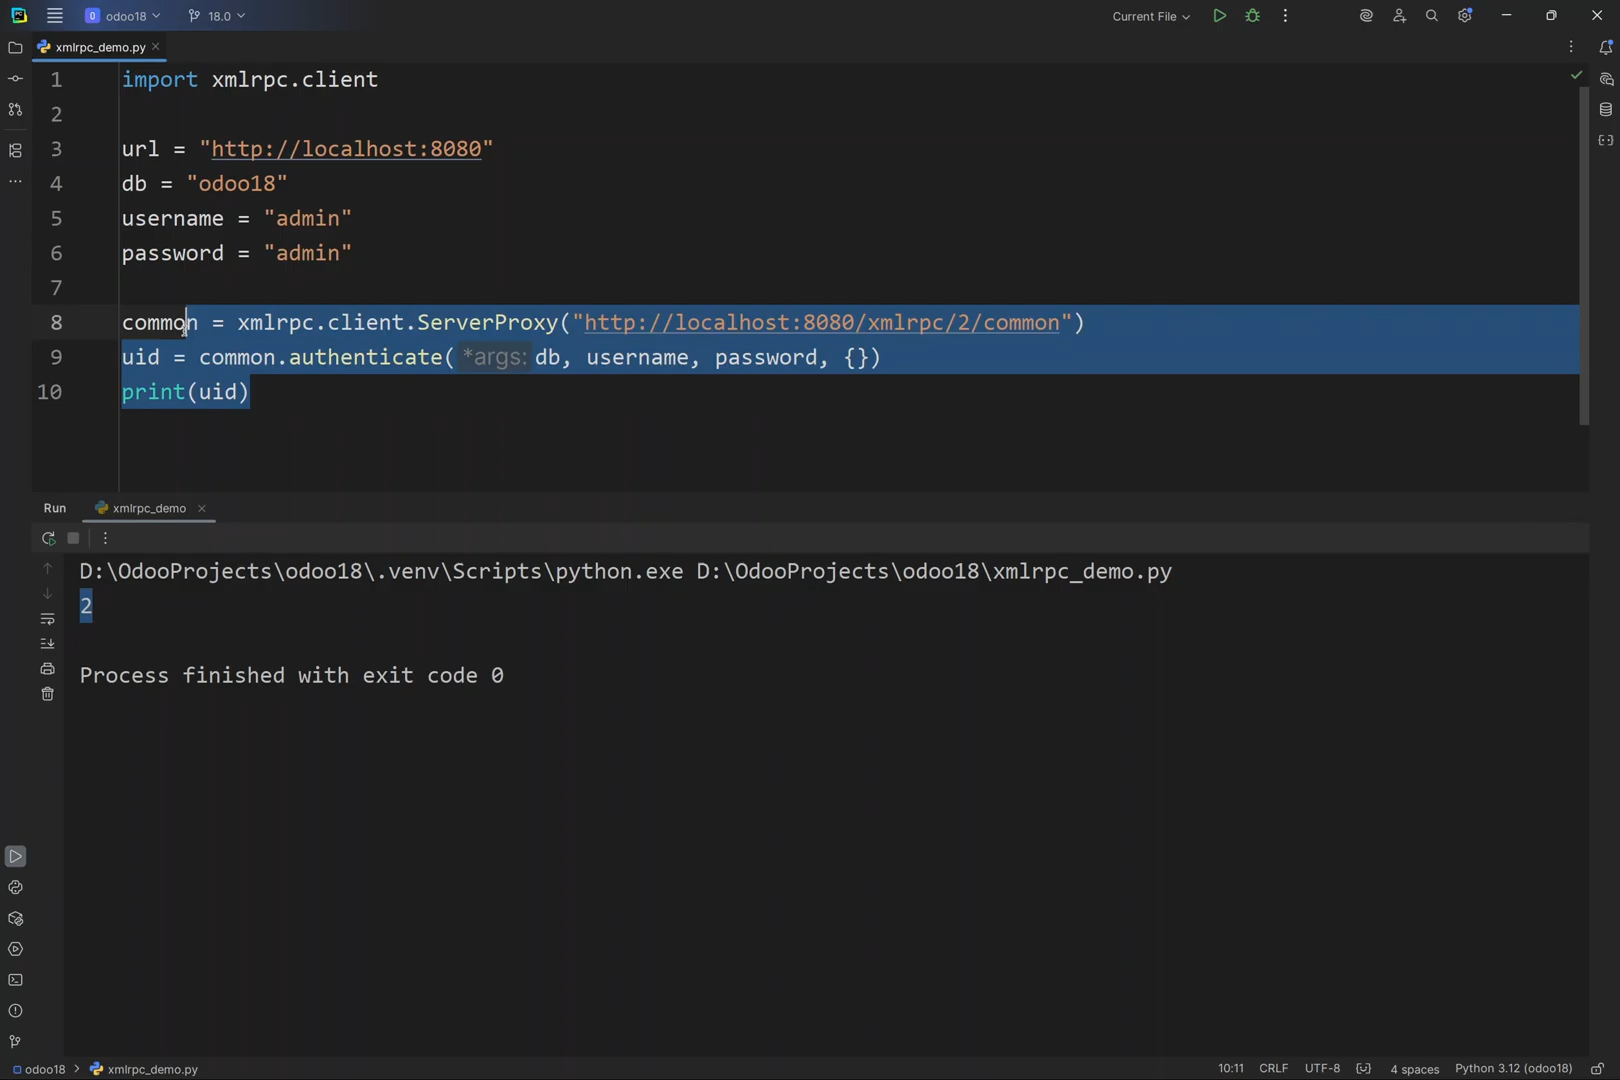 PC
O odoo18
18.0
Current File
xmlrpc_demo.py
1 import xmlrpc.client
2
3 url = "http://localhost:8080"
4 db = "odoo18"
5 username = "admin"
6 password = "admin"
7
8 common = xmlrpc.client.ServerProxy("http://localhost:8080/xmlrpc/2/common")
9 uid = common.authenticate( *args: db, username, password, {})
10 print(uid)
Run xmlrpc_demo
D:\OdooProjects\odoo18\.venv\Scripts\python.exe D:\OdooProjects\odoo18\xmlrpc_demo.py
2
Process finished with exit code 0
odoo18 > xmlrpc_demo.py 10:11 CRLF UTF-8 4 spaces Python 3.12 (odoo18)